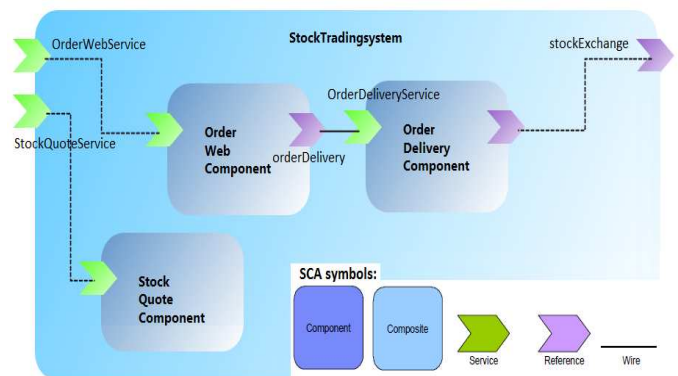 StockTradingsystem
OrderWebService
stockExchange
StockQuoteService
OrderDeliveryService
Order
Web
Component
orderDelivery
Order
Delivery
Component
Stock
Quote
Component
SCA symbols:
Component
Composite
Service
Reference
Wire